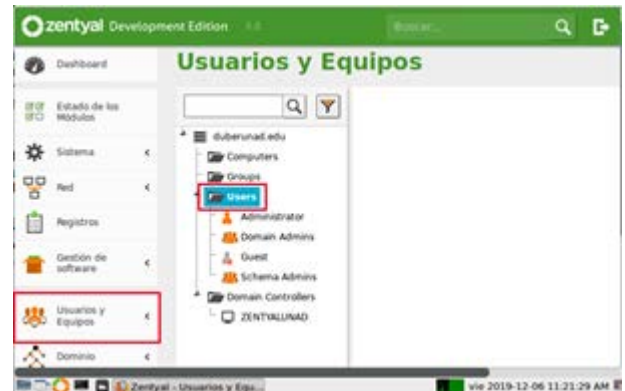 zentyal Development Edition
Buscar...
Dashboard
Estado de los
Módulos
Sistema
Red
Registros
Gestión de
software
Usuarios y
Equipos
Dominio
Usuarios y Equipos
duberunad.edu
Computers
Groups
Users
Administrator
Domain Admins
Guest
Schema Admins
Domain Controllers
ZENTYALUNAD
Zentyal - Usuarios y Equ...
vie 2019-12-06 11:21:29 AM